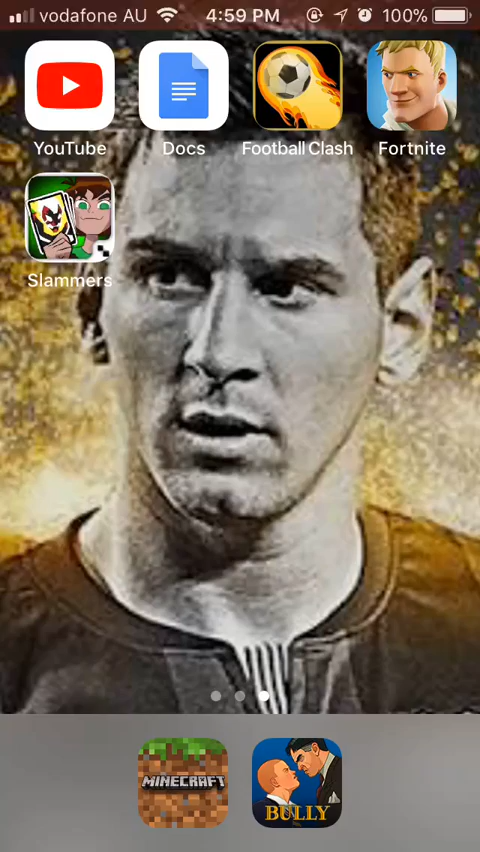 vodafone AU 4:59 PM 100%
YouTube Docs Football Clash Fortnite
Slammers
MINECRAFT BULLY